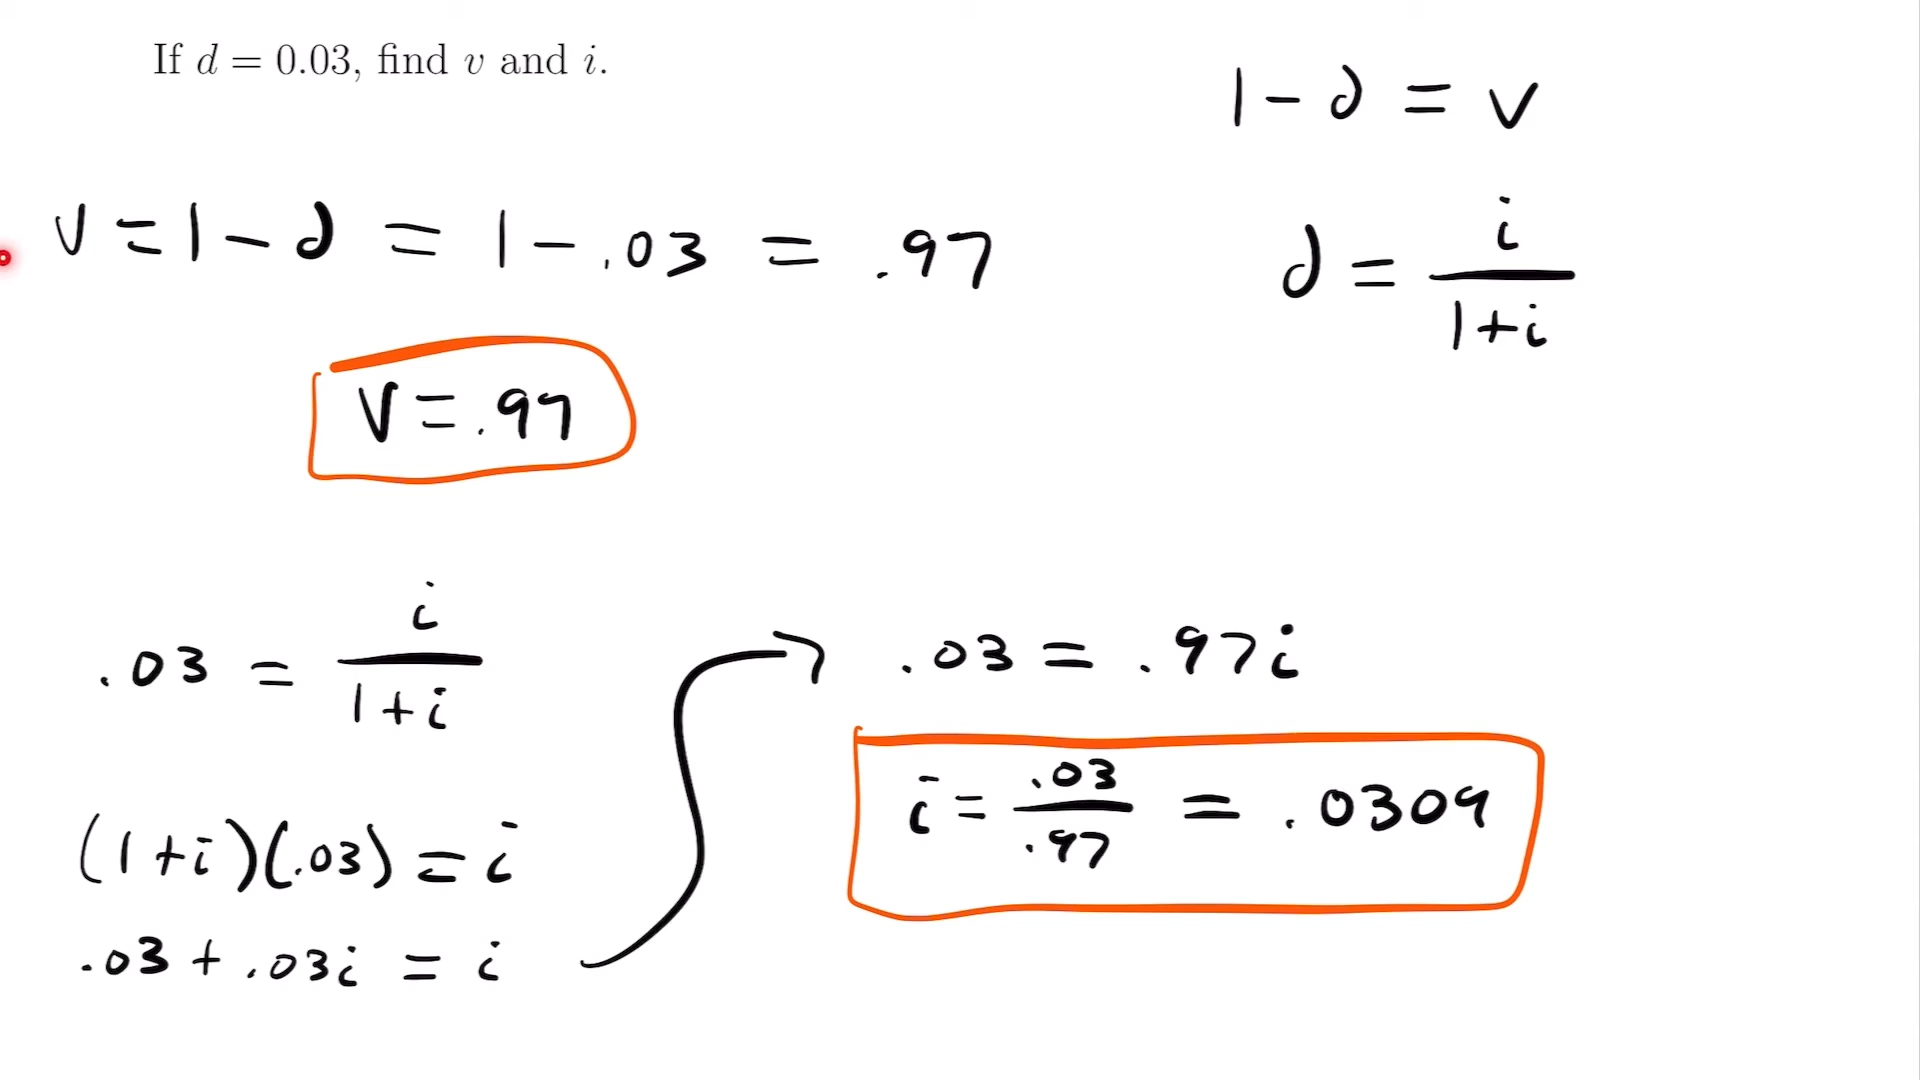 If d = 0.03, find v and i.
1 - d = v
v = 1 - d = 1 - .03 = .97
d = i / (1+i)
v = .97
.03 = i / (1+i)
(1+i)(.03) = i
.03 + .03i = i
.03 = .97i
i = .03 / .97 = .0309